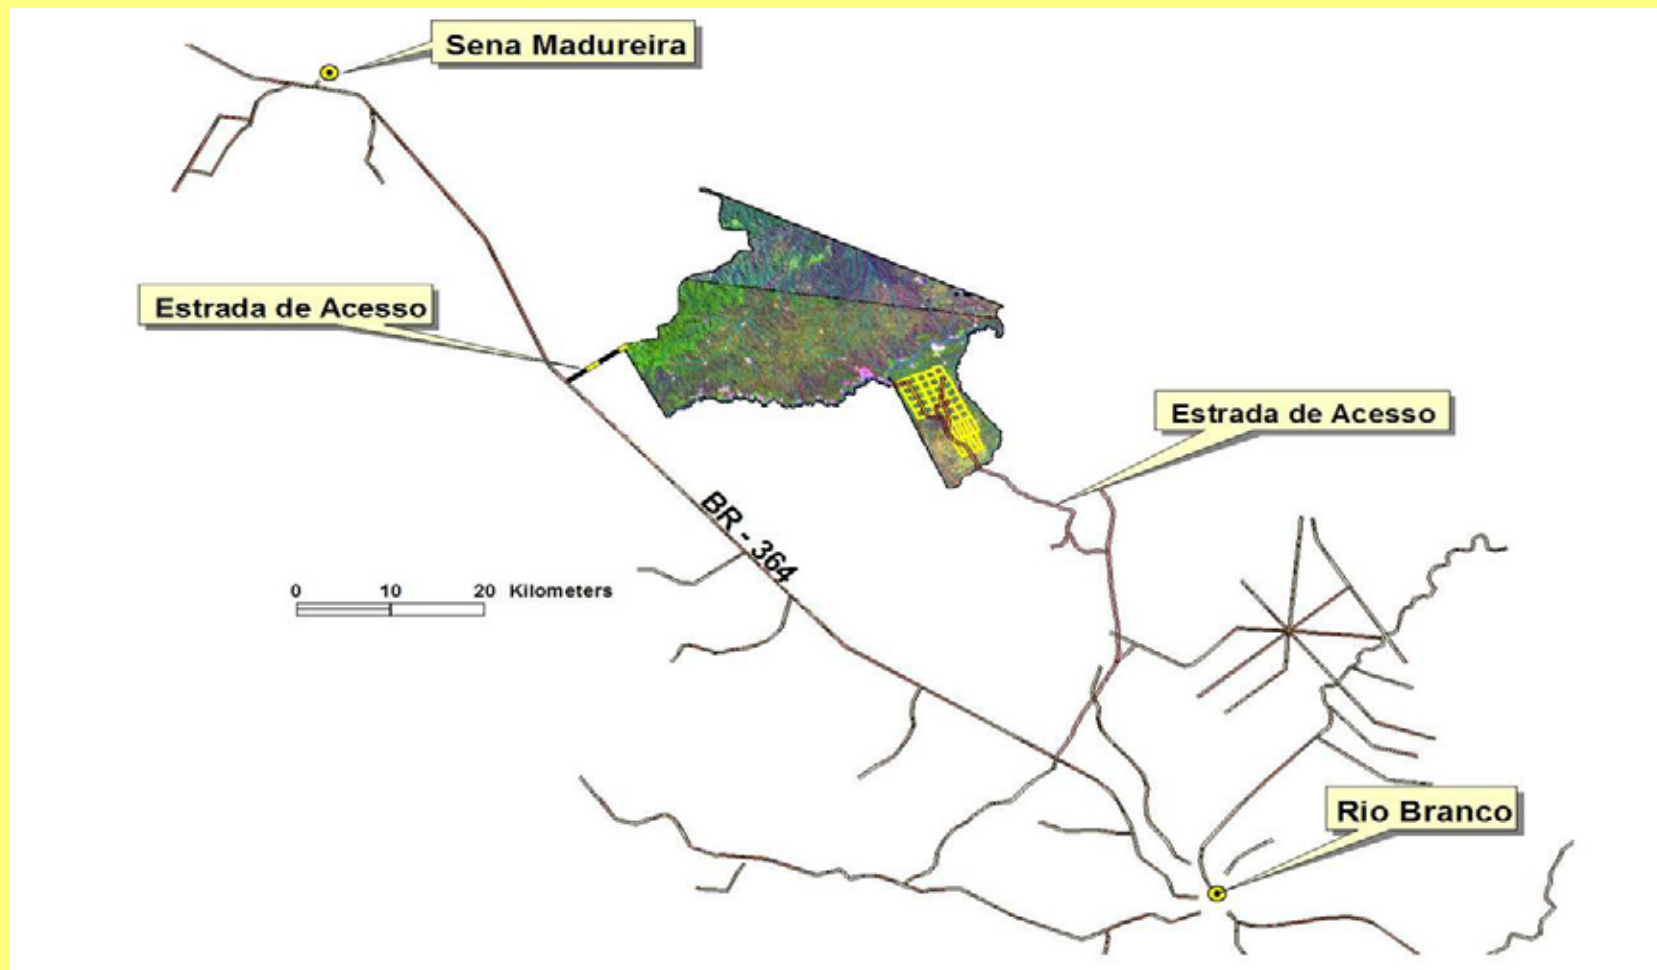 Sena Madureira
Estrada de Acesso
Estrada de Acesso
BR - 364
0 10 20 Kilometers
Rio Branco